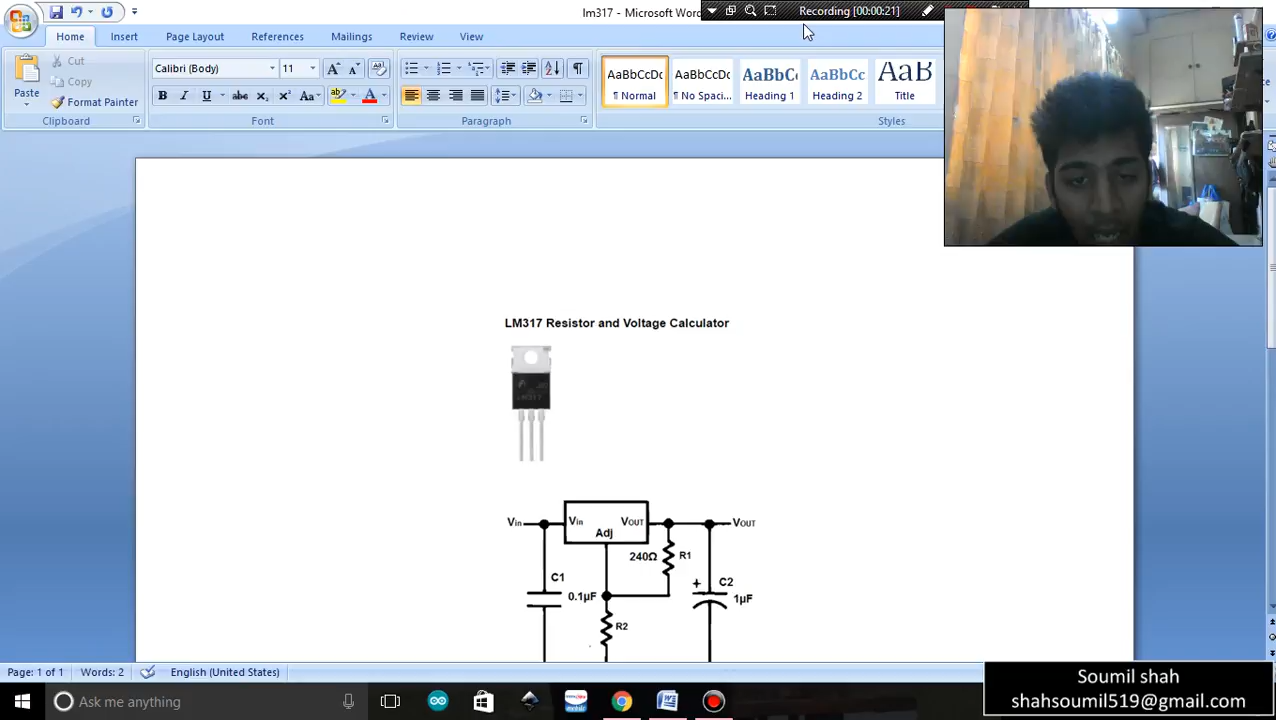 lm317 - Microsoft Wor
Recording [00:00:21]
Home
Insert
Page Layout
References
Mailings
Review
View
Paste
Cut
Copy
Format Painter
Clipboard
Calibri (Body)
11
Font
Paragraph
AaBbCcDc
¶ Normal
AaBbCcDc
¶ No Spaci...
AaBbC
Heading 1
AaBbCc
Heading 2
AaB
Title
Styles
LM317 Resistor and Voltage Calculator
LM317
Vin
Vin
VOUT
Adj
VOUT
240Ω
R1
C1
0.1µF
R2
C2
1µF
+
Page: 1 of 1
Words: 2
English (United States)
Ask me anything
Soumil shah
shahsoumil519@gmail.com